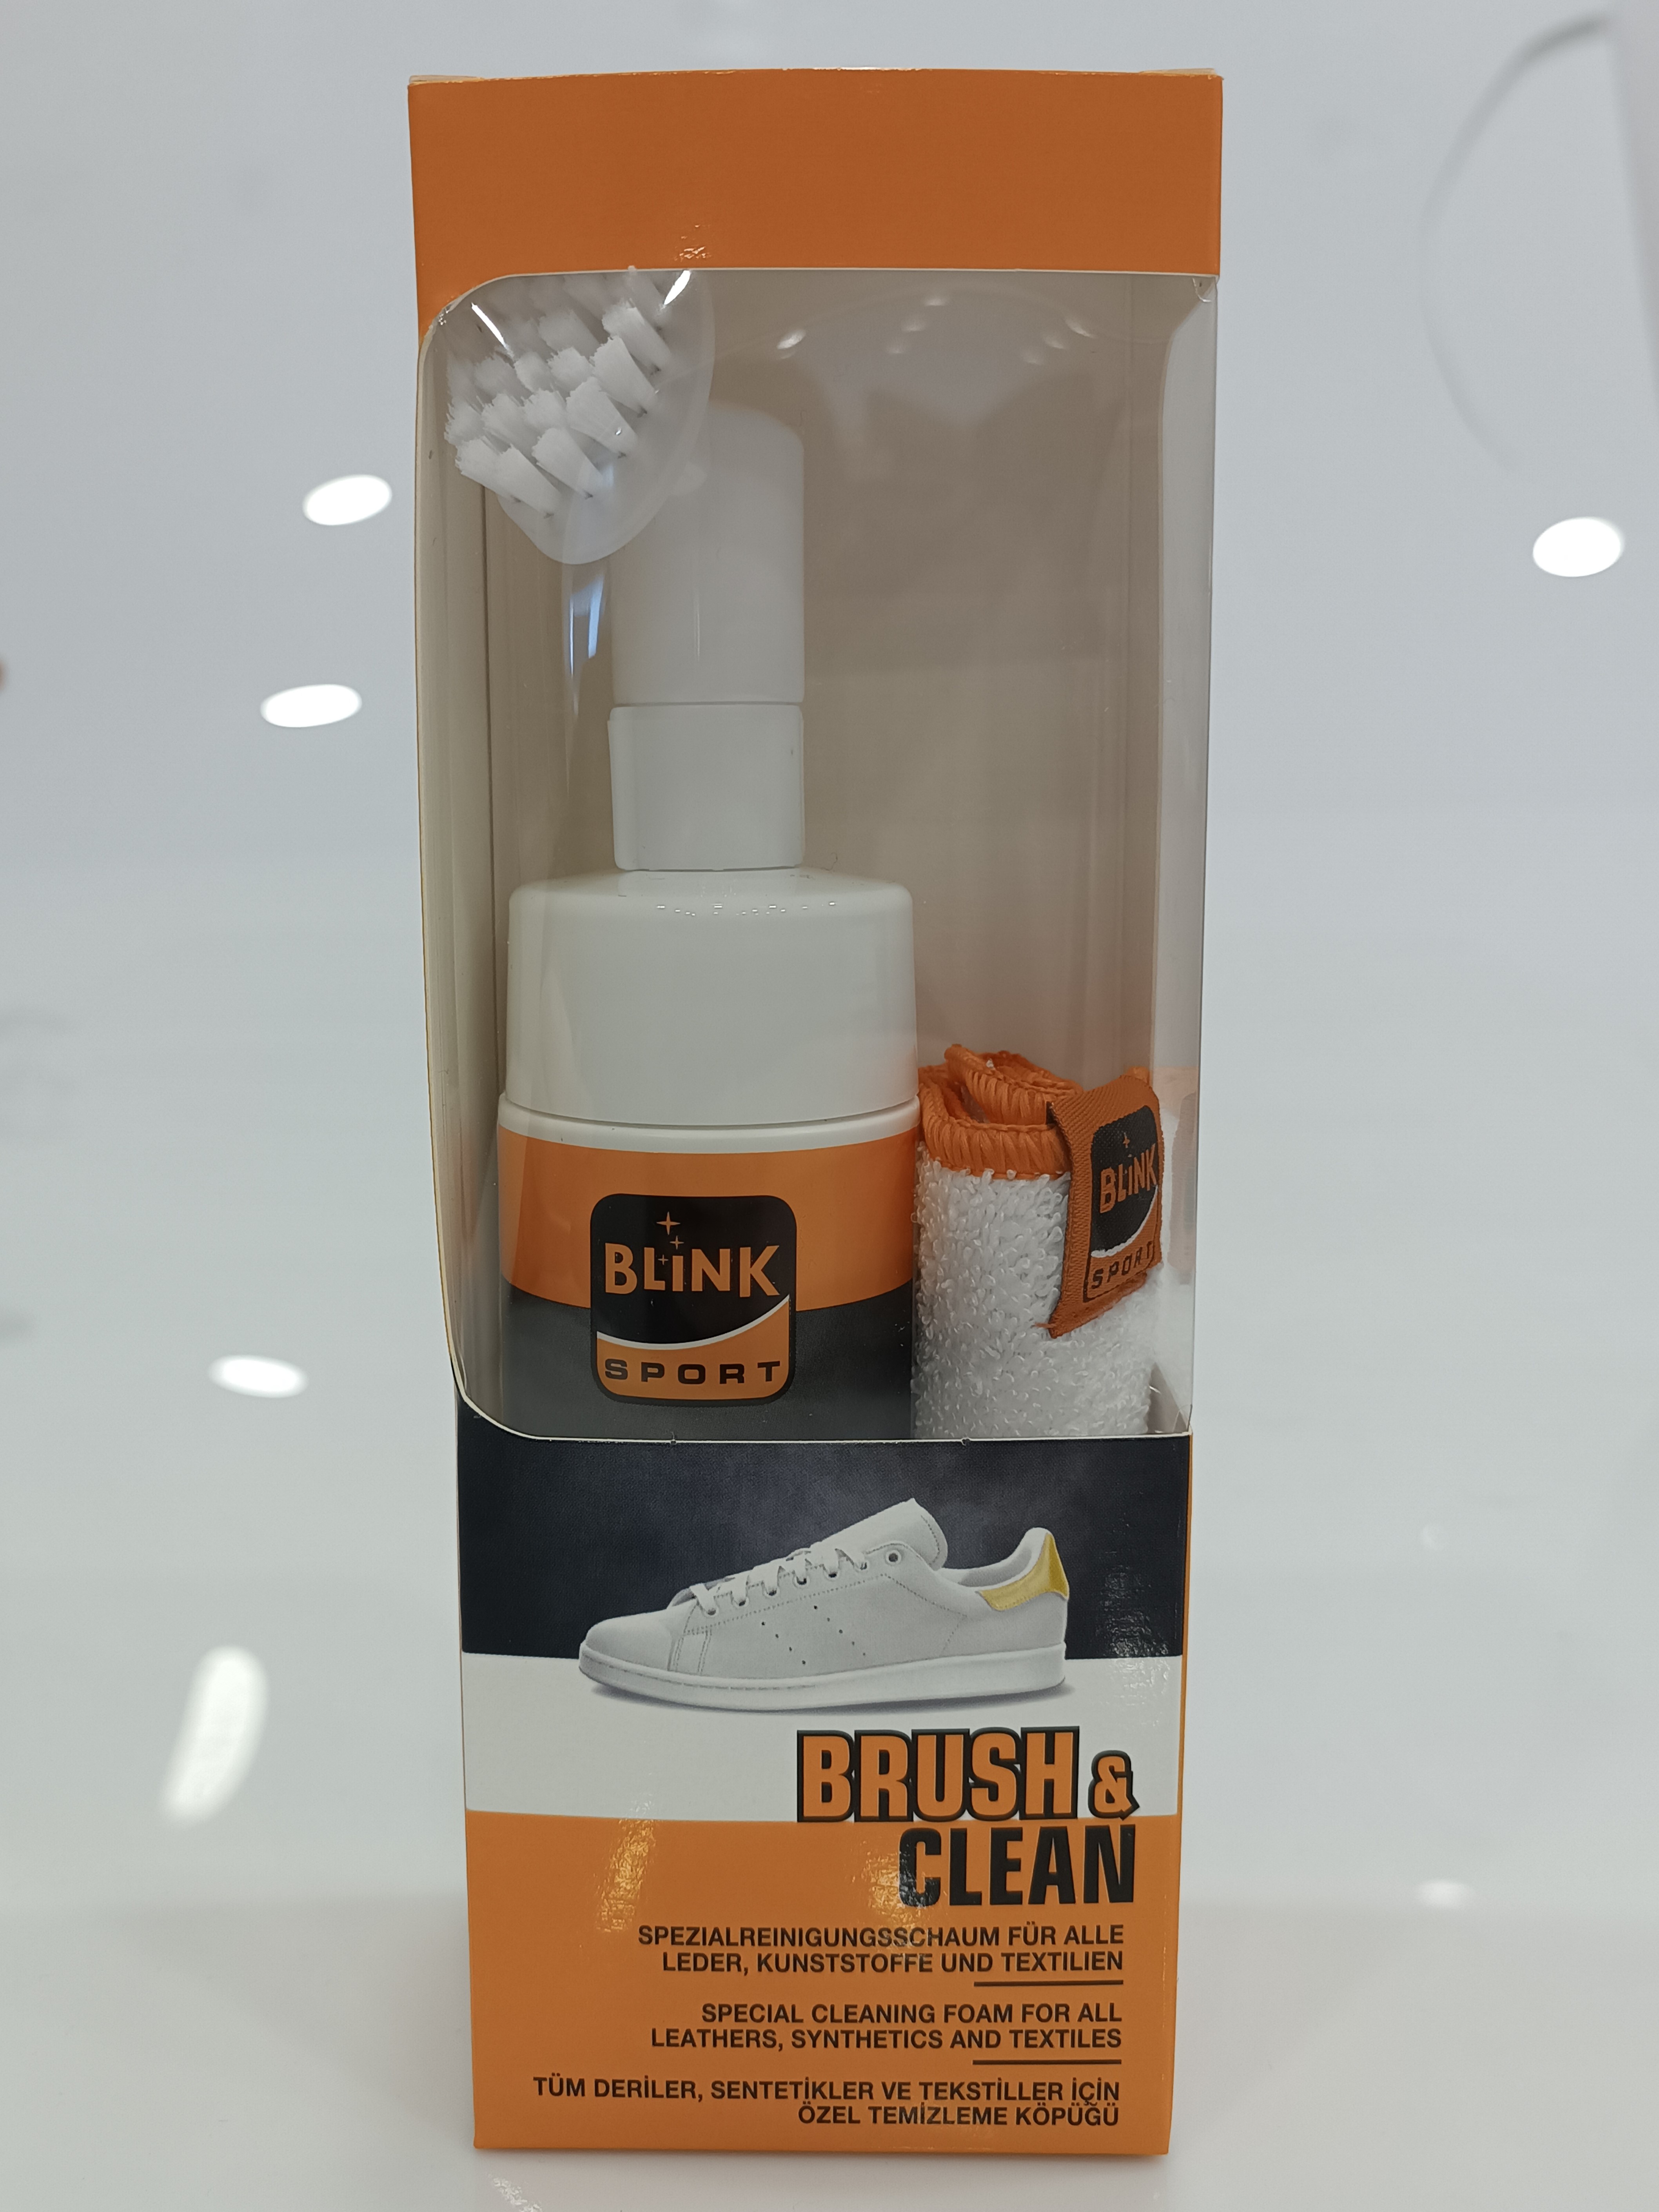 BLiNK
SPORT
BLiNK
SPORT
BRUSH &
CLEAN
SPEZIALREINIGUNGSSCHAUM FÜR ALLE
LEDER, KUNSTSTOFFE UND TEXTILIEN
SPECIAL CLEANING FOAM FOR ALL
LEATHERS, SYNTHETICS AND TEXTILES
TÜM DERİLER, SENTETİKLER VE TEKSTİLLER İÇİN
ÖZEL TEMİZLEME KÖPÜĞÜ